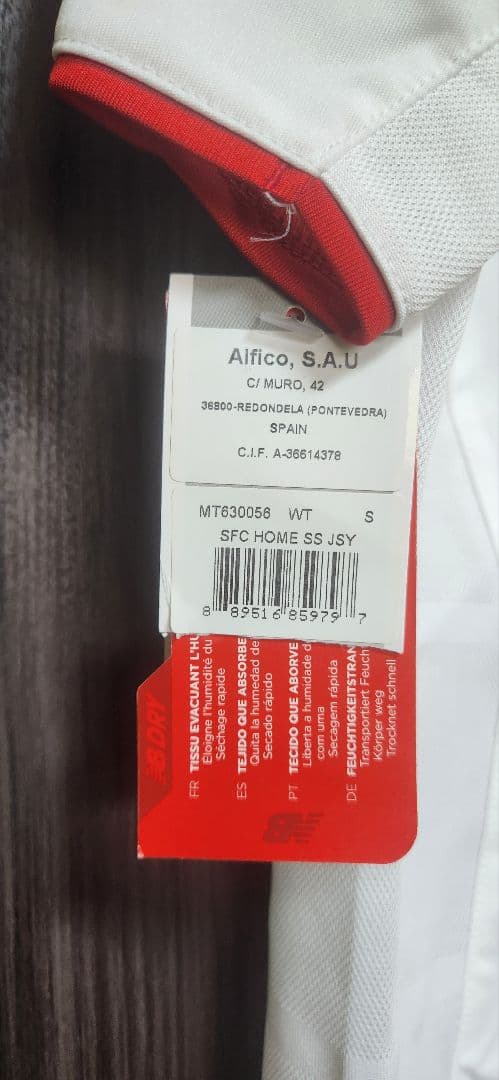 Alfico, S.A.U
C/ MURO, 42
36800-REDONDELA (PONTEVEDRA)
SPAIN
C.I.F. A-36614378
MT630056 WT S
SFC HOME SS JSY
8 89516 85979 7
DRY
FR TISSU EVACUANT L'HU
Éloigne l'humidité du
Séchage rapide
ES TEJIDO QUE ABSORBE
Quita la humedad de
Secado rápido
PT TECIDO QUE ABORVE
Liberta a humidade d
com uma
Secagem rápida
DE FEUCHTIGKEITSTRAN
Transportiert Feuch
Körper weg
Trocknet schnell